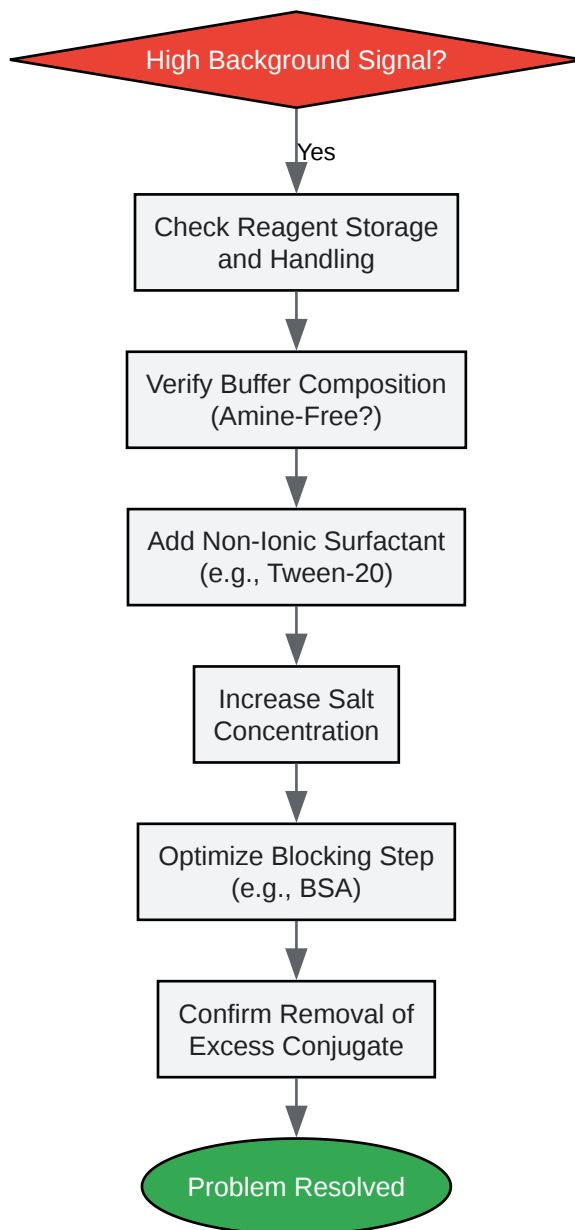 High Background Signal?
Yes
Check Reagent Storage
and Handling
Verify Buffer Composition
(Amine-Free?)
Add Non-Ionic Surfactant
(e.g., Tween-20)
Increase Salt
Concentration
Optimize Blocking Step
(e.g., BSA)
Confirm Removal of
Excess Conjugate
Problem Resolved